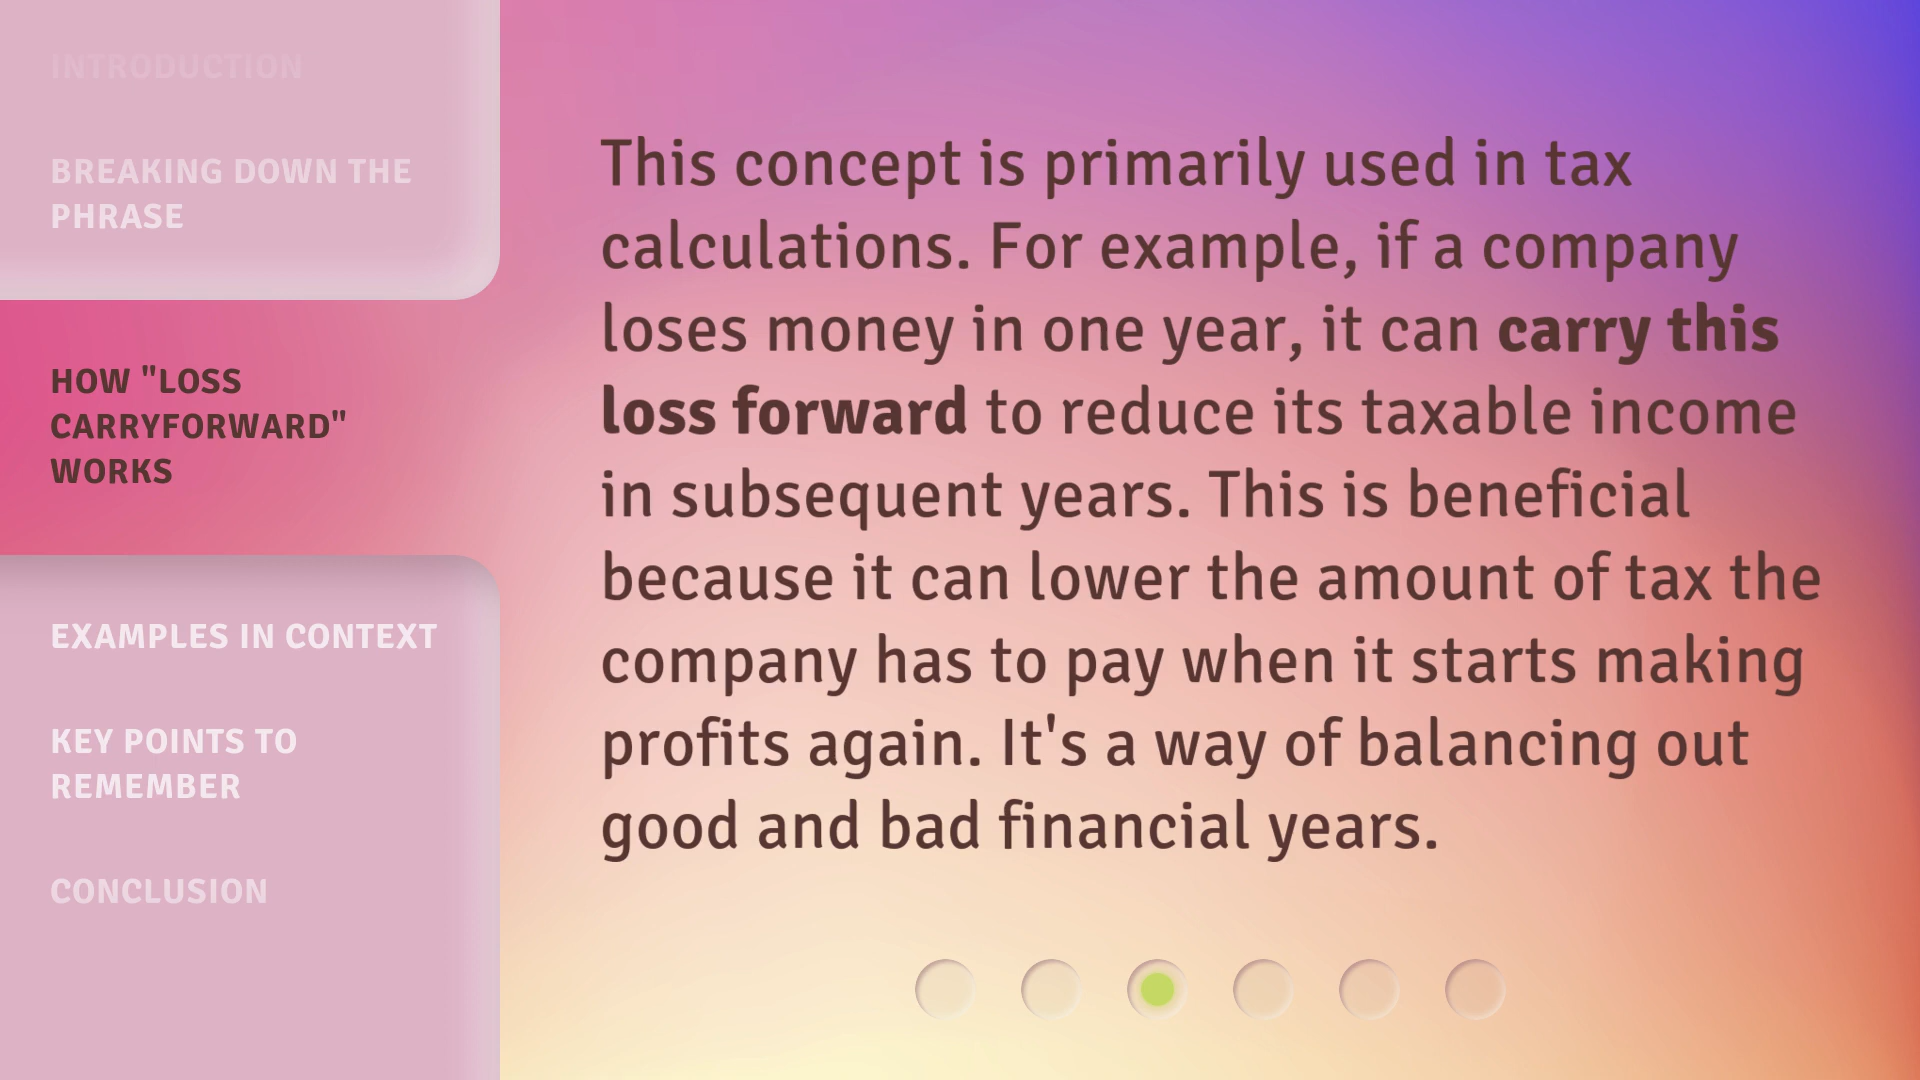 INTRODUCTION
BREAKING DOWN THE
PHRASE
HOW "LOSS
CARRYFORWARD"
WORKS
EXAMPLES IN CONTEXT
KEY POINTS TO
REMEMBER
CONCLUSION
This concept is primarily used in tax
calculations. For example, if a company
loses money in one year, it can carry this
loss forward to reduce its taxable income
in subsequent years. This is beneficial
because it can lower the amount of tax the
company has to pay when it starts making
profits again. It's a way of balancing out
good and bad financial years.